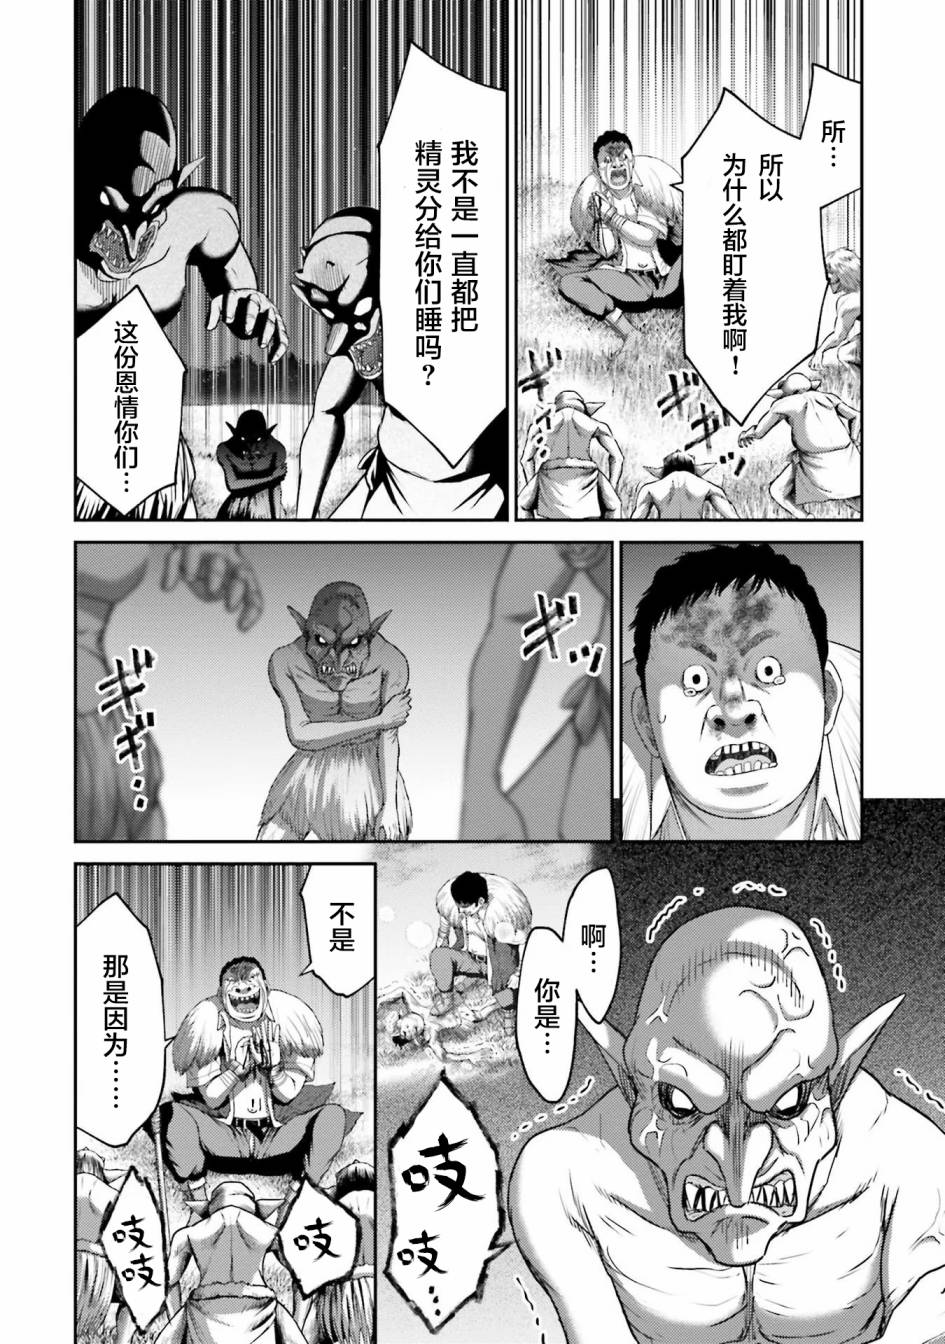 所…
所以
为什么都盯着我啊！
我不是一直都把
精灵分给你们睡吗？
这份恩情你们…
ギギ…
ギギ…
ギッ…
ギギ…
啊…
你是…
吱
吱…
不是
那是因为……
吱
吱
吱